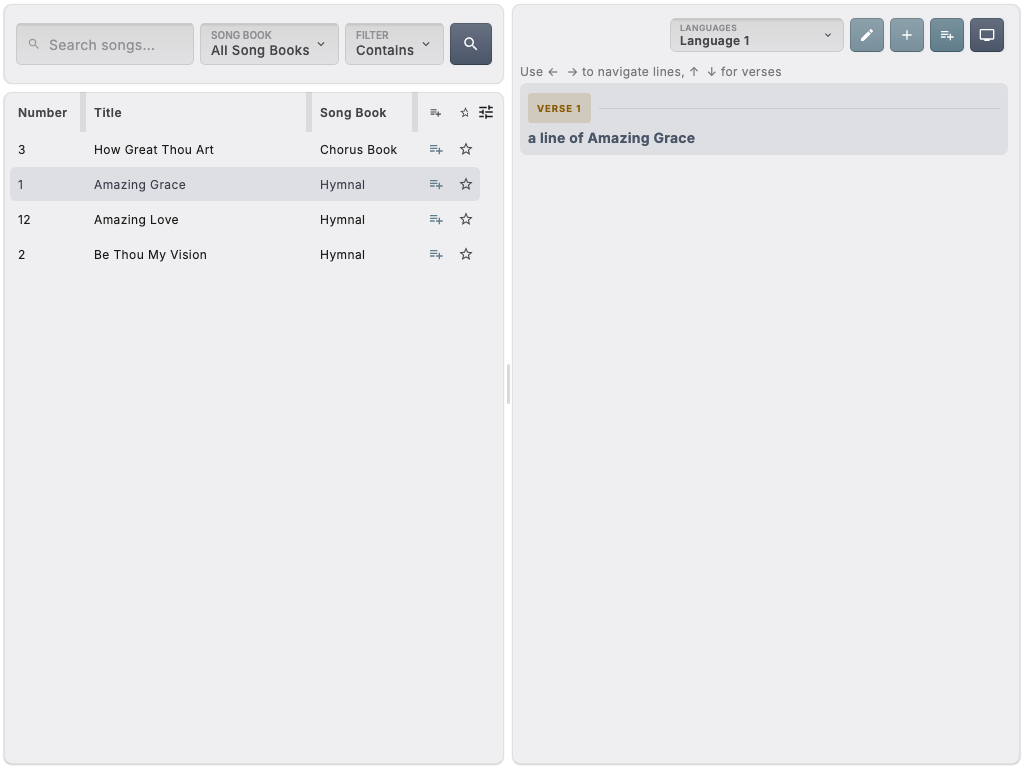 Search songs...
SONG BOOK
All Song Books
FILTER
Contains
Number Title Song Book
3 How Great Thou Art Chorus Book
1 Amazing Grace Hymnal
12 Amazing Love Hymnal
2 Be Thou My Vision Hymnal
LANGUAGES
Language 1
Use ← → to navigate lines, ↑ ↓ for verses
VERSE 1
a line of Amazing Grace